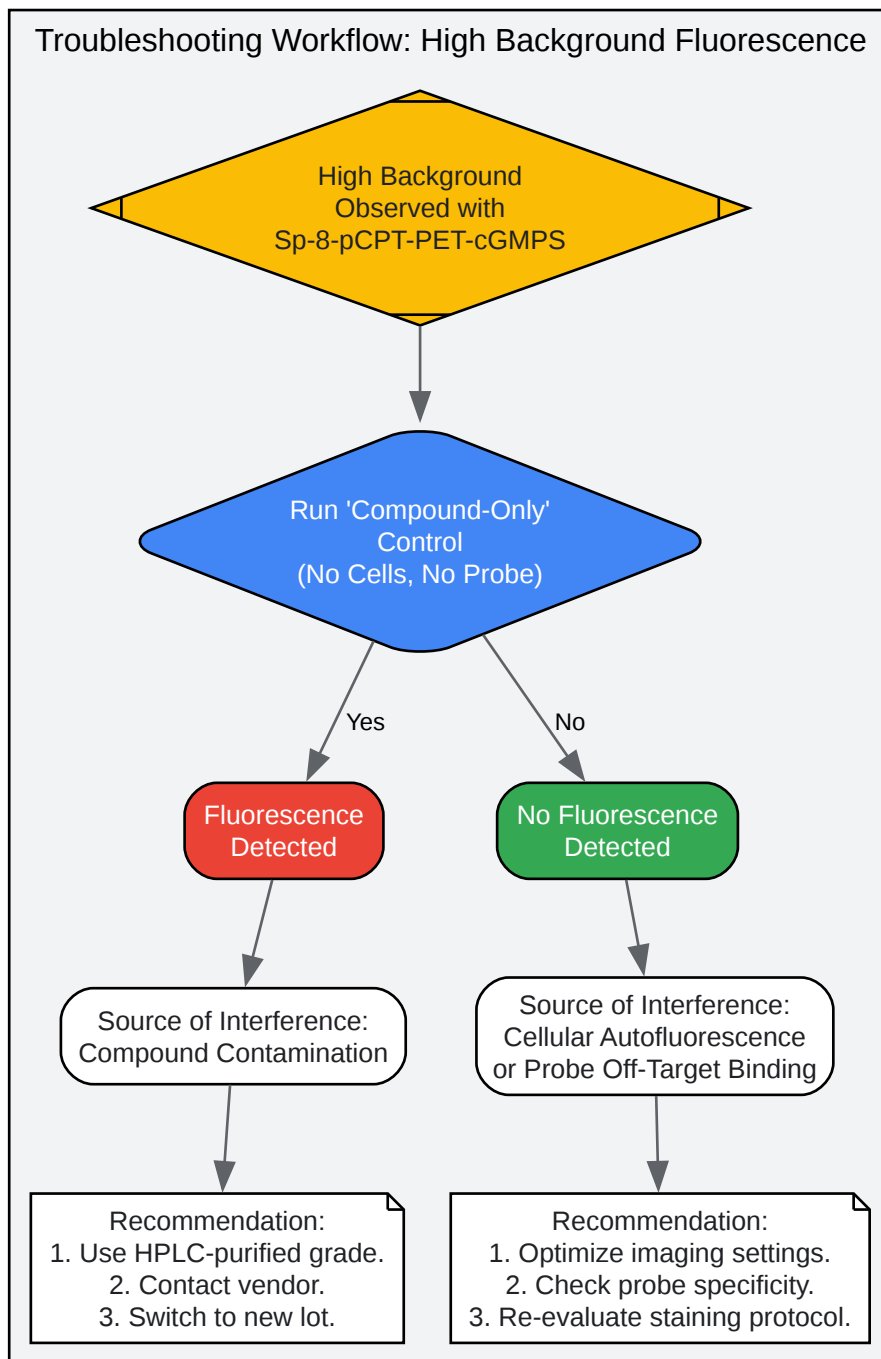 Troubleshooting Workflow: High Background Fluorescence
High Background
Observed with
Sp-8-pCPT-PET-cGMPS
Run 'Compound-Only'
Control
(No Cells, No Probe)
Yes
No
Fluorescence
Detected
No Fluorescence
Detected
Source of Interference:
Compound Contamination
Source of Interference:
Cellular Autofluorescence
or Probe Off-Target Binding
Recommendation:
1. Use HPLC-purified grade.
2. Contact vendor.
3. Switch to new lot.
Recommendation:
1. Optimize imaging settings.
2. Check probe specificity.
3. Re-evaluate staining protocol.